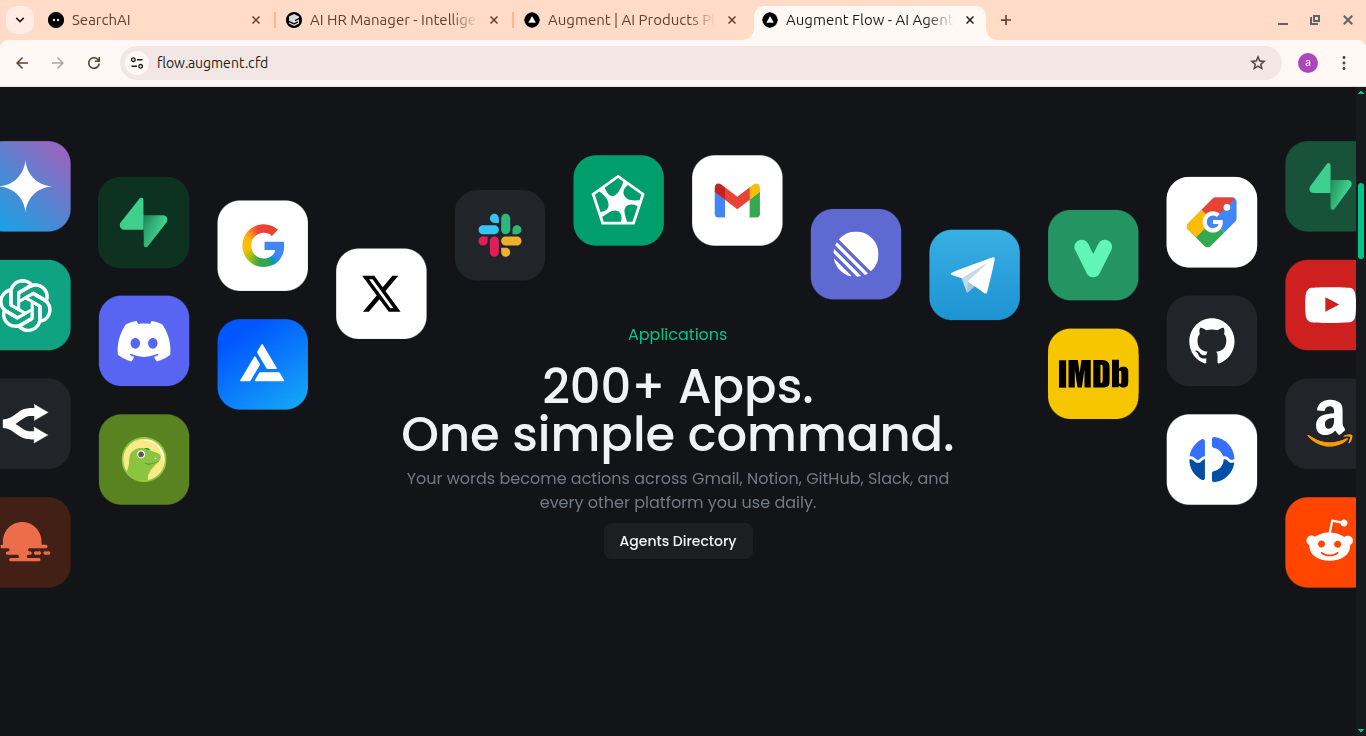 SearchAI
AI HR Manager - Intellige
Augment | AI Products Pl
Augment Flow - AI Agent
flow.augment.cfd
a
IMDb
Applications
200+ Apps.
One simple command.
Your words become actions across Gmail, Notion, GitHub, Slack, and
every other platform you use daily.
Agents Directory